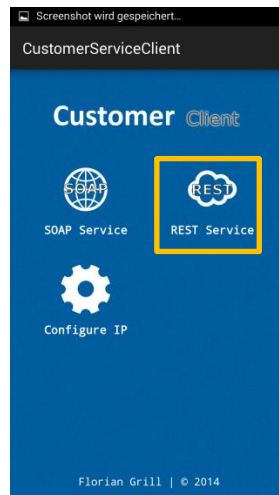 Screenshot wird gespeichert...
CustomerServiceClient
Customer Client
SOAP
REST
SOAP Service
REST Service
Configure IP
Florian Grill | © 2014